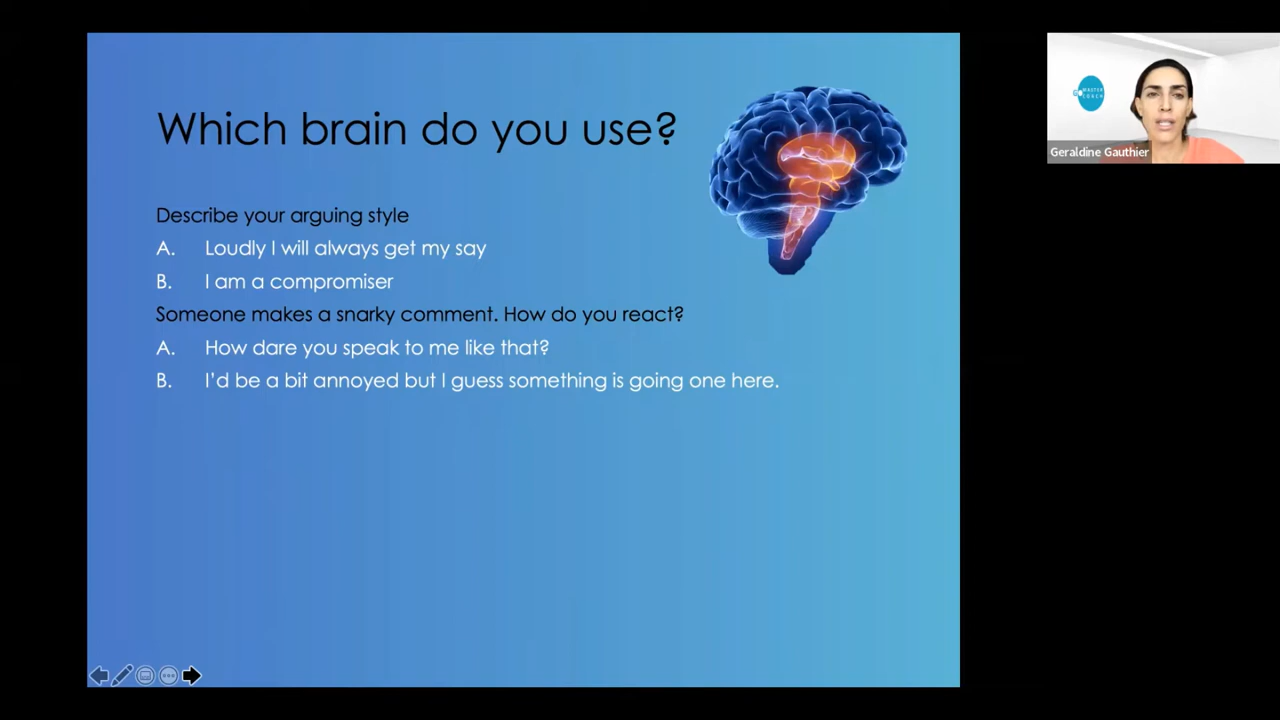 Which brain do you use?
Describe your arguing style
A. Loudly I will always get my say
B. I am a compromiser
Someone makes a snarky comment. How do you react?
A. How dare you speak to me like that?
B. I'd be a bit annoyed but I guess something is going one here.
MASTER
COACH
Geraldine Gauthier